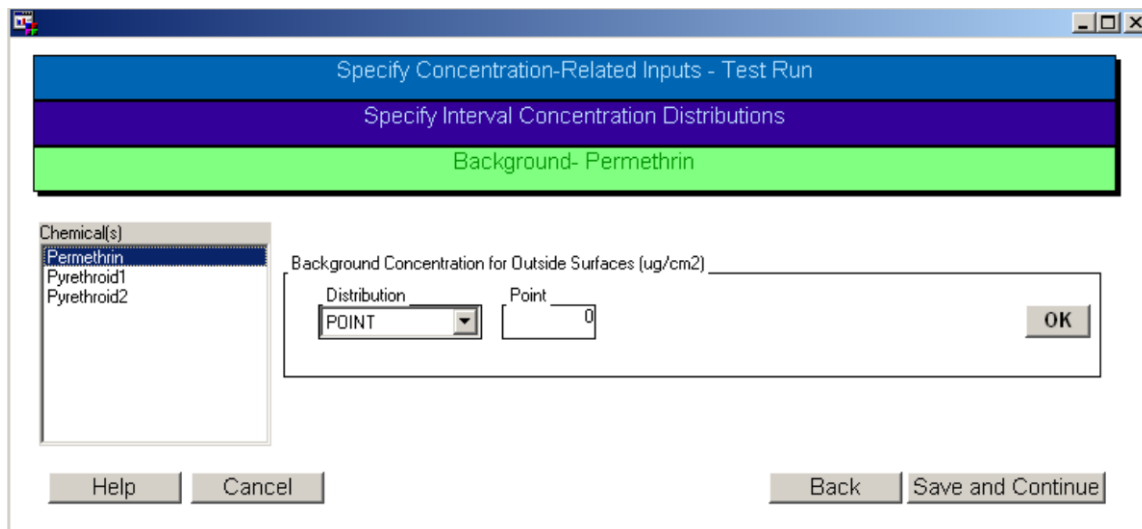 Specify Concentration-Related Inputs - Test Run
Specify Interval Concentration Distributions
Background- Permethrin
Chemical(s)
Permethrin
Pyrethroid1
Pyrethroid2
Background Concentration for Outside Surfaces (ug/cm2)
Distribution
Point
POINT
0
OK
Help
Cancel
Back
Save and Continue